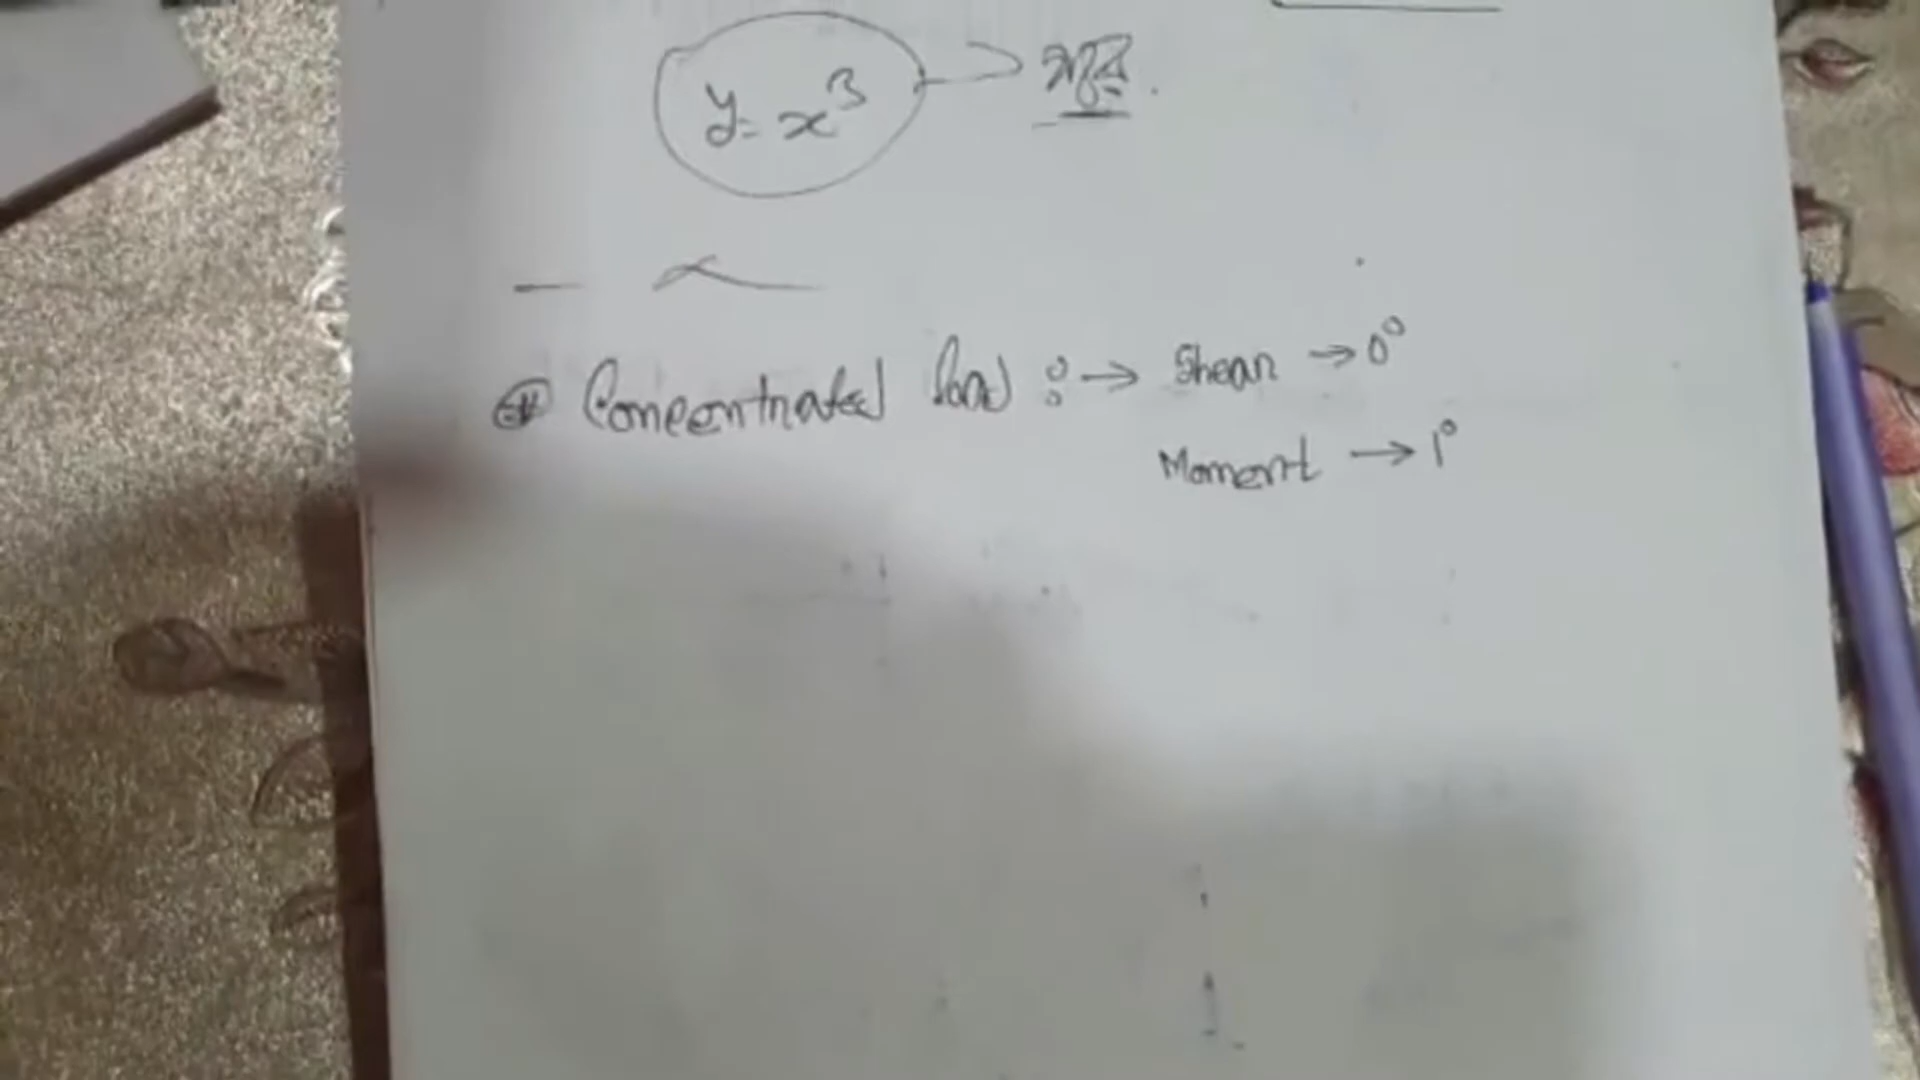 y = x³ →
Concentrated load : → Shear → 0°
Moment → 1°